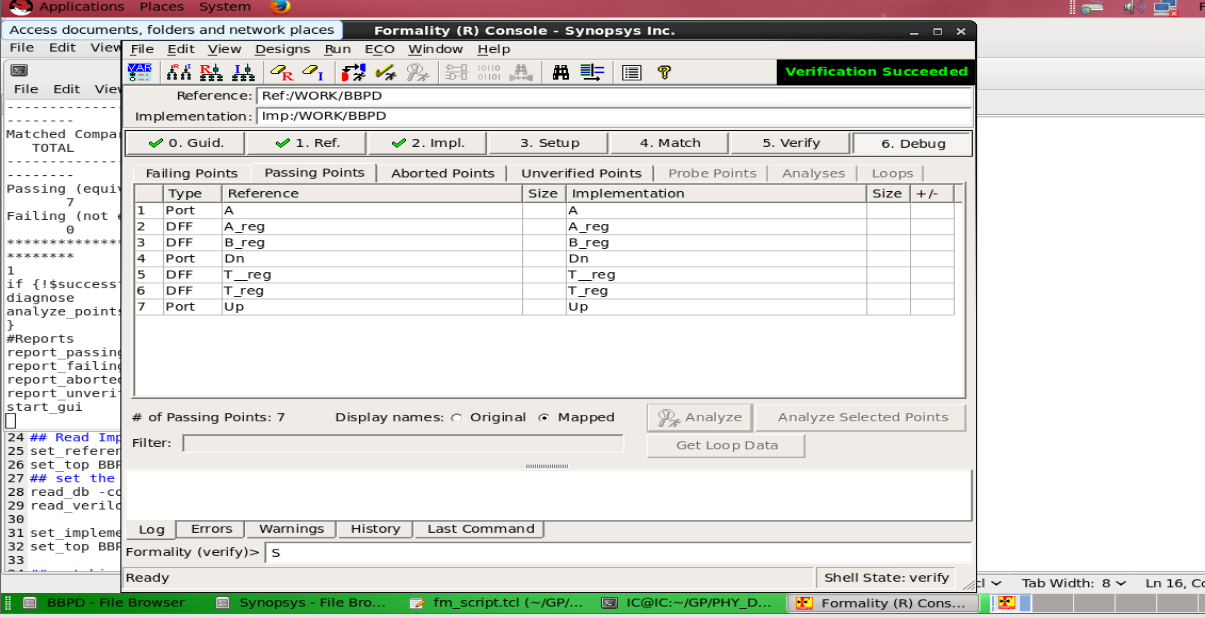 Applications Places System
Access documents, folders and network places
Formality (R) Console - Synopsys Inc.
File Edit View
File Edit View Designs Run ECO Window Help
Verification Succeeded
File Edit View
Reference: Ref:/WORK/BBPD
Implementation: Imp:/WORK/BBPD
0. Guid. 1. Ref. 2. Impl. 3. Setup 4. Match 5. Verify 6. Debug
Failing Points Passing Points Aborted Points Unverified Points Probe Points Analyses Loops
Type Reference Size Implementation Size +/-
1 Port A A
2 DFF A_reg A_reg
3 DFF B_reg B_reg
4 Port Dn Dn
5 DFF T__reg T__reg
6 DFF T_reg T_reg
7 Port Up Up
# of Passing Points: 7 Display names: Original Mapped Analyze Analyze Selected Points
Filter: Get Loop Data
Log Errors Warnings History Last Command
Formality (verify)> S
Ready Shell State: verify
---------------
--------
Matched Compa
TOTAL
---------------
--------
Passing (equiv
7
Failing (not e
0
***************
********
1
if {!$success
diagnose
analyze_points
}
#Reports
report_passing
report_failing
report_aborted
report_unveri
start_gui
24 ## Read Imp
25 set_referen
26 set_top BBP
27 ## set the
28 read_db -co
29 read_verilo
30
31 set_impleme
32 set_top BBP
33
Tab Width: 8 Ln 16, C
BBPD - File Browser Synopsys - File Bro... fm_script.tcl (~/GP/... IC@IC:~/GP/PHY_D... Formality (R) Cons...